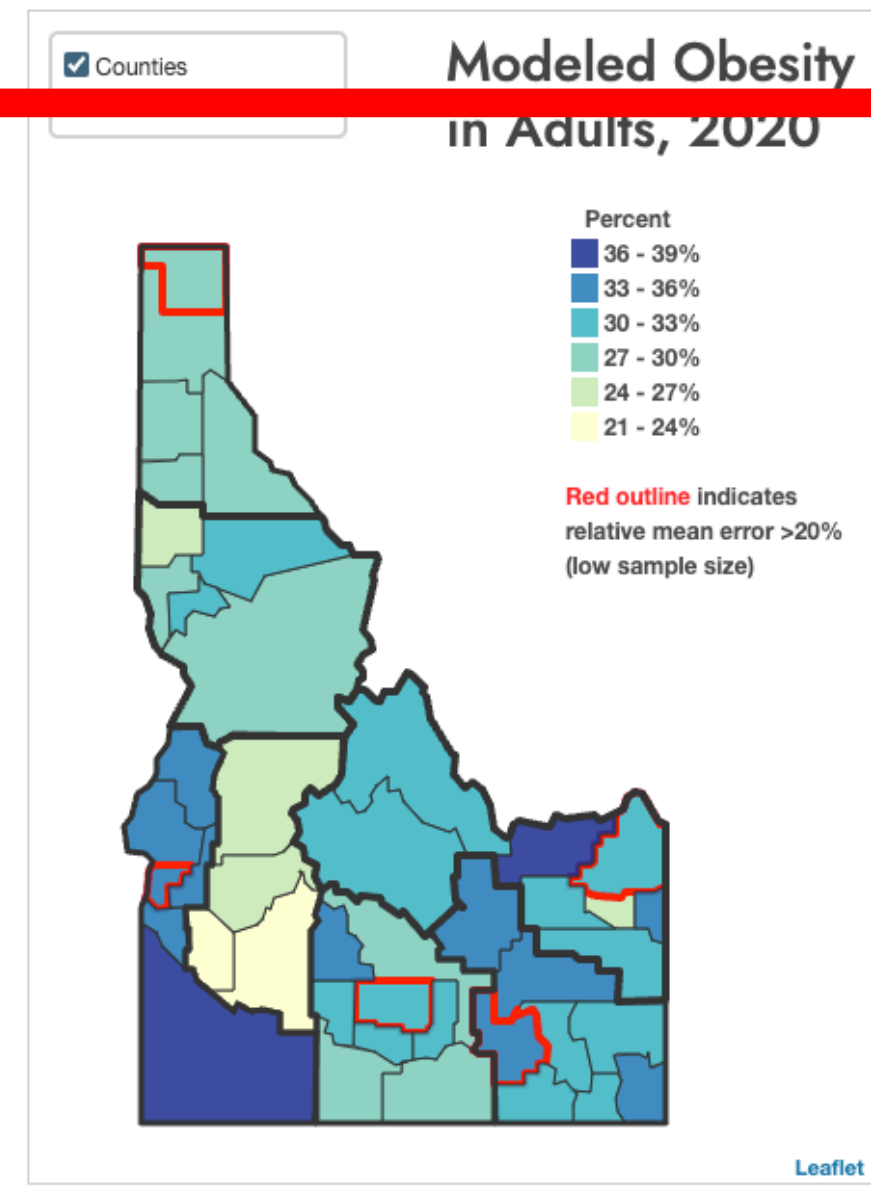 Counties
Modeled Obesity
in Adults, 2020
Percent
36 - 39%
33 - 36%
30 - 33%
27 - 30%
24 - 27%
21 - 24%
Red outline indicates
relative mean error >20%
(low sample size)
Leaflet